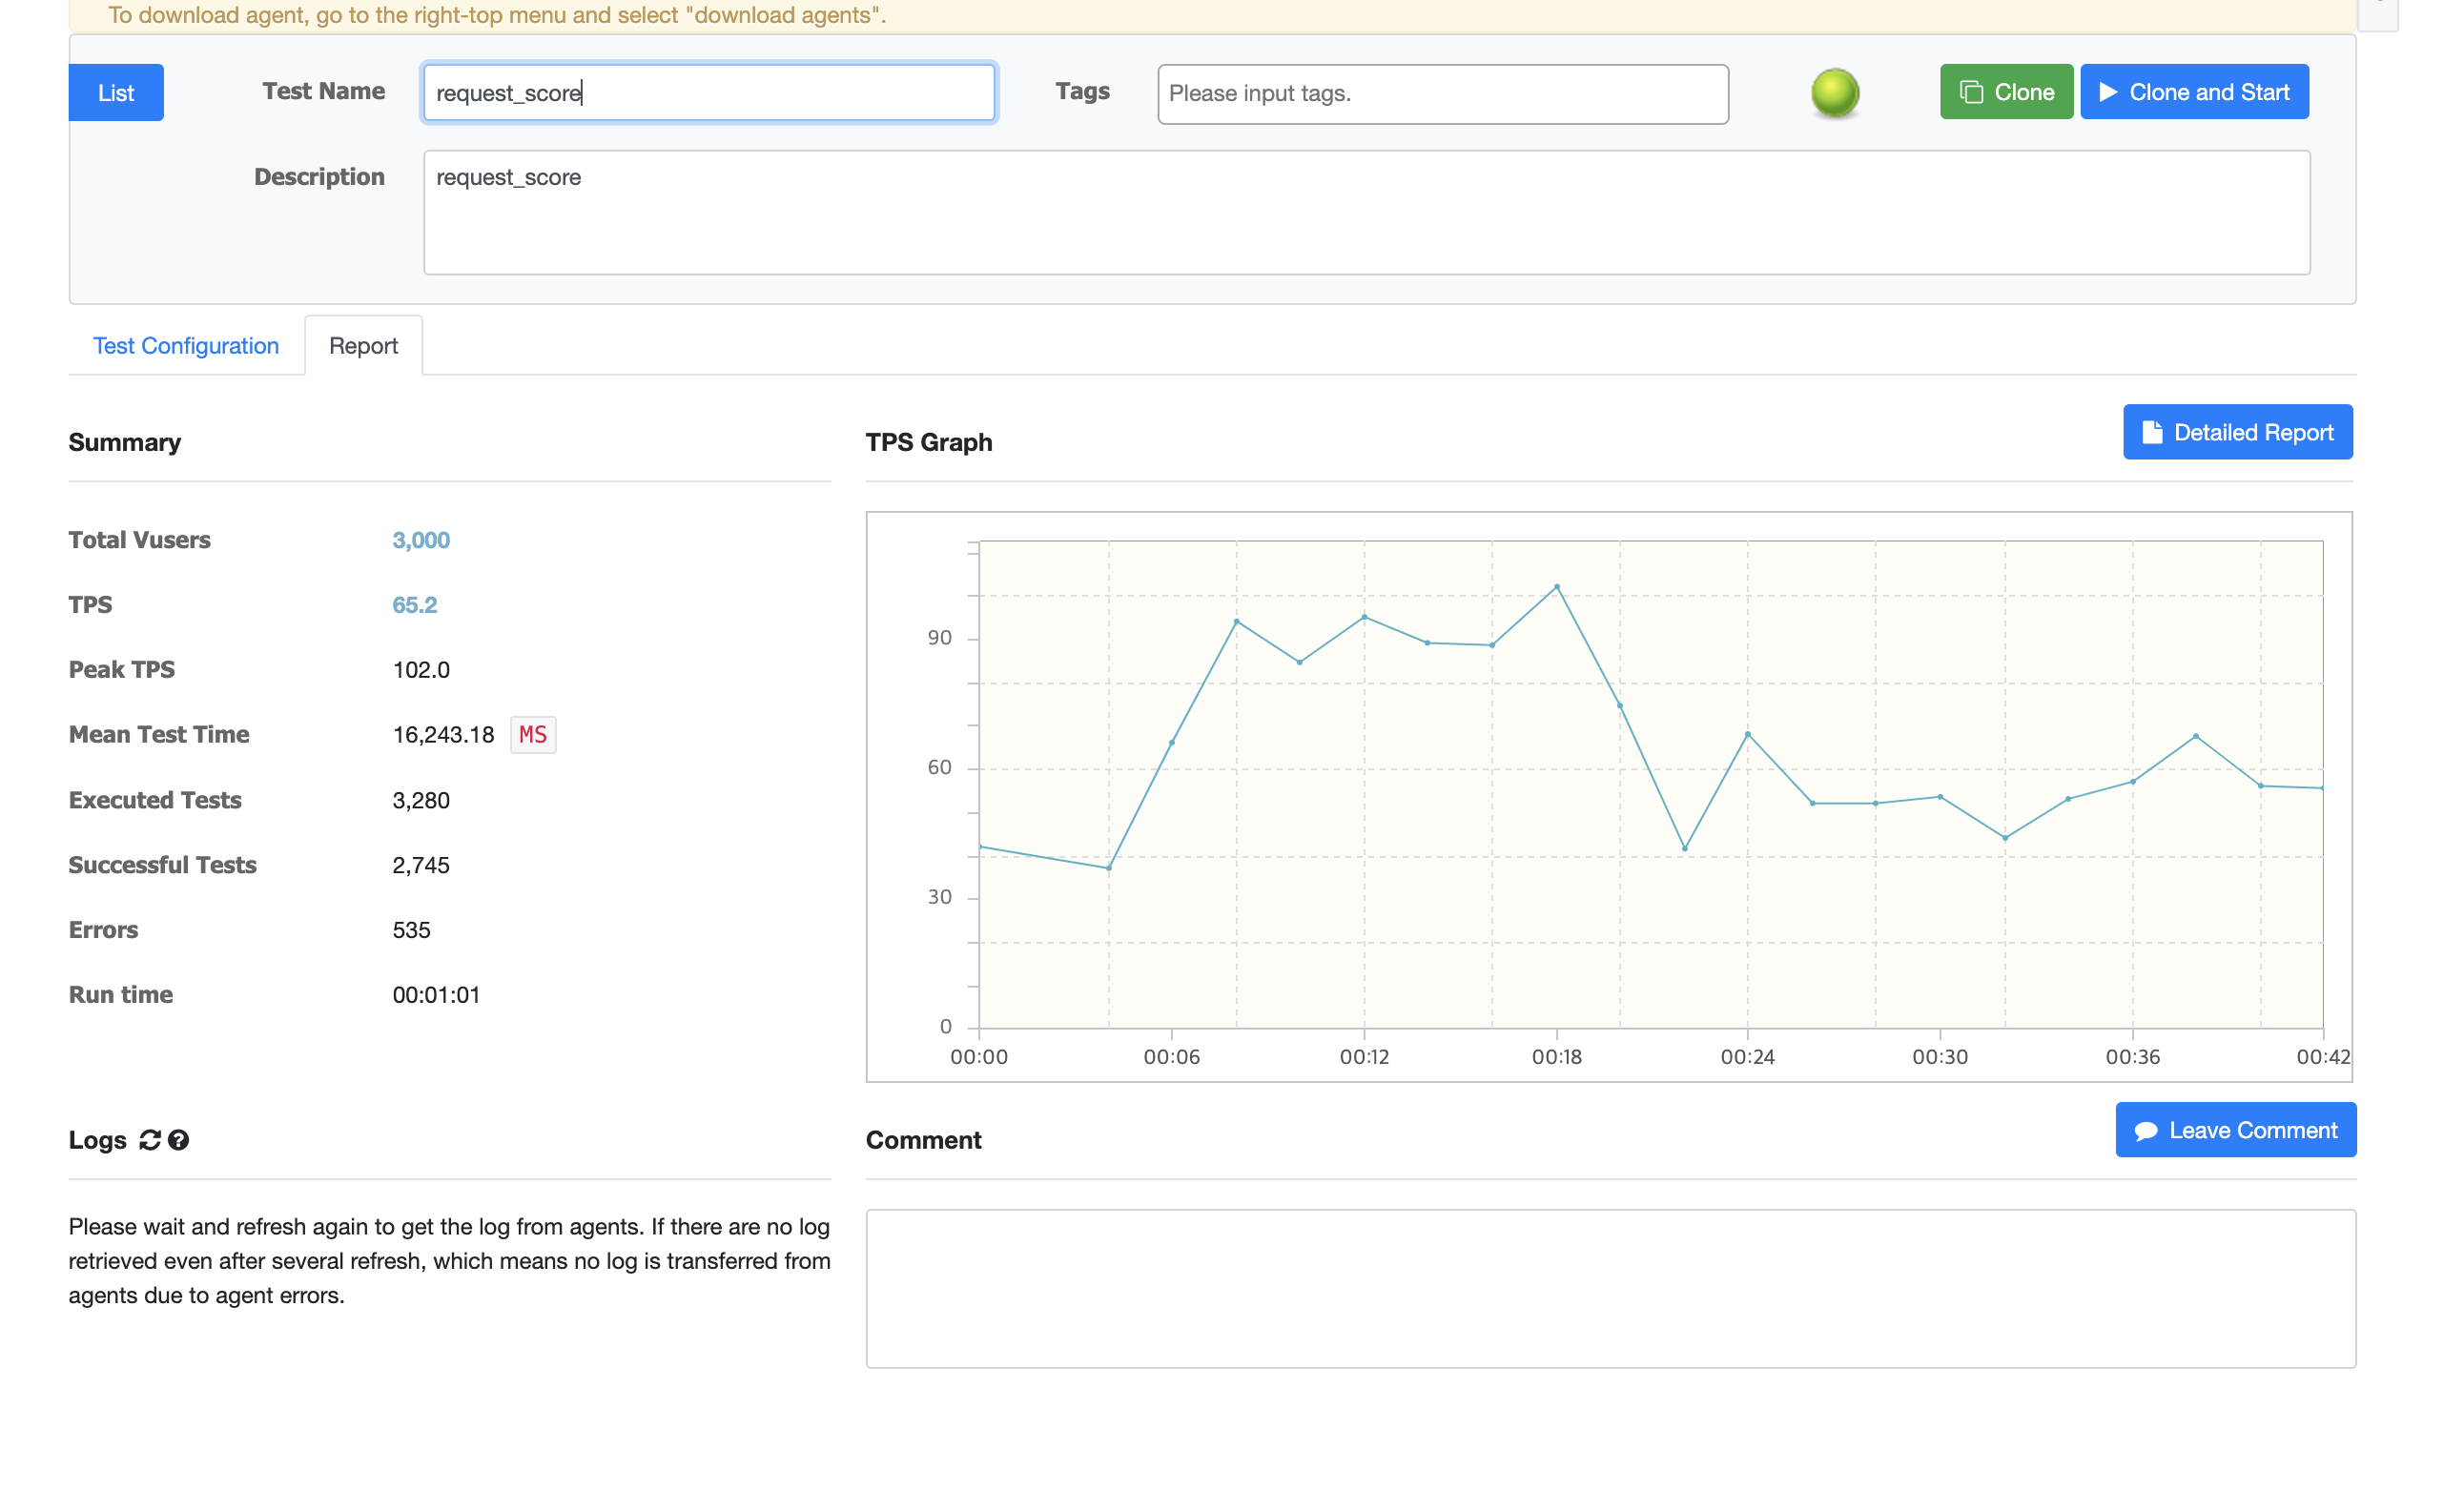 To download agent, go to the right-top menu and select "download agents".
List
Test Name
request_score
Tags
Please input tags.
Clone
Clone and Start
Description
request_score
Test Configuration
Report
Summary
Total Vusers 3,000
TPS 65.2
Peak TPS 102.0
Mean Test Time 16,243.18 MS
Executed Tests 3,280
Successful Tests 2,745
Errors 535
Run time 00:01:01
TPS Graph
Detailed Report
90
60
30
0
00:00 00:06 00:12 00:18 00:24 00:30 00:36 00:42
Logs
Please wait and refresh again to get the log from agents. If there are no log
retrieved even after several refresh, which means no log is transferred from
agents due to agent errors.
Comment
Leave Comment